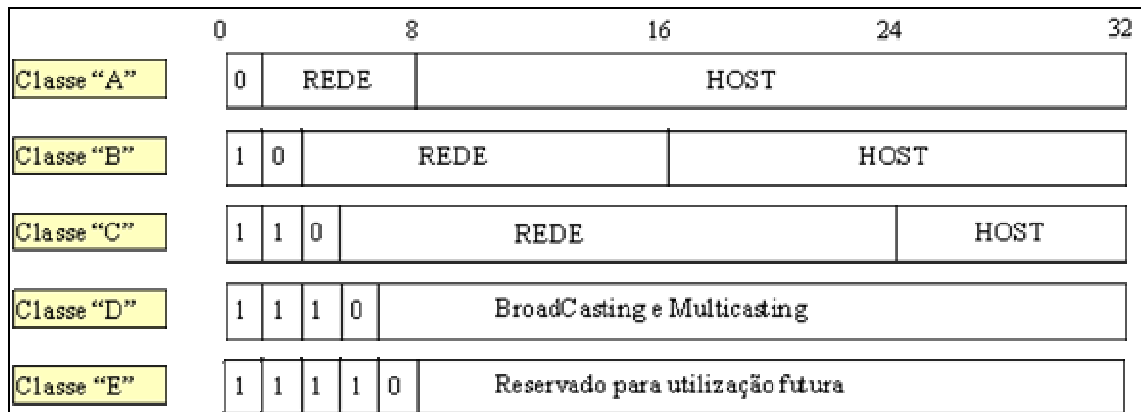 0 8 16 24 32
Classe “A” 0 REDE HOST
Classe “B” 1 0 REDE HOST
Classe “C” 1 1 0 REDE HOST
Classe “D” 1 1 1 0 BroadCasting e Multicasting
Classe “E” 1 1 1 1 0 Reservado para utilização futura